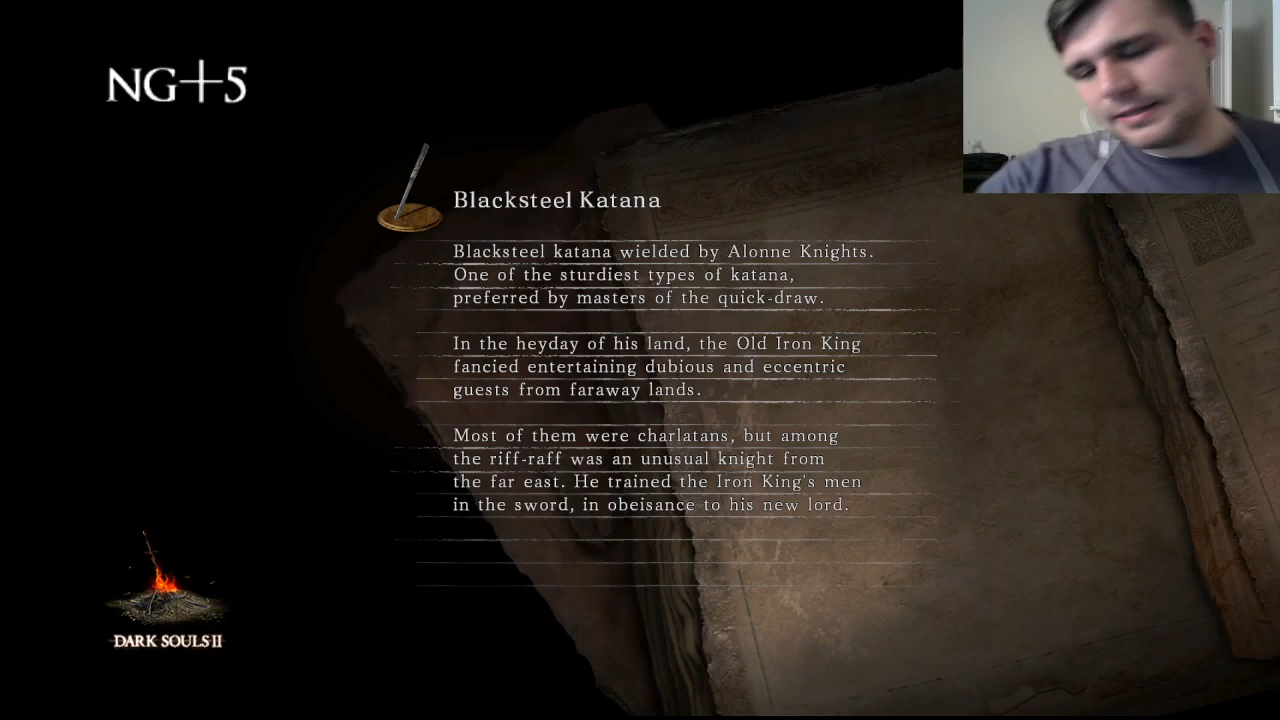 NG+5
Blacksteel Katana
Blacksteel katana wielded by Alonne Knights.
One of the sturdiest types of katana,
preferred by masters of the quick-draw.
In the heyday of his land, the Old Iron King
fancied entertaining dubious and eccentric
guests from faraway lands.
Most of them were charlatans, but among
the riff-raff was an unusual knight from
the far east. He trained the Iron King's men
in the sword, in obeisance to his new lord.
DARK SOULS II